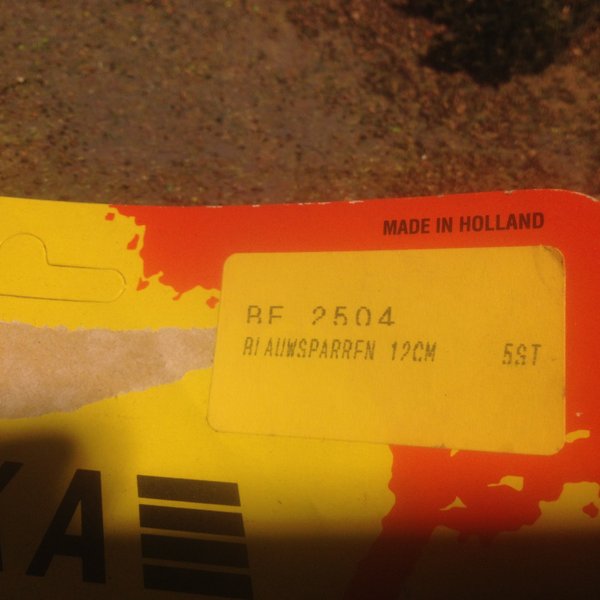 MADE IN HOLLAND
BF 2504
BLAUWSPARREN 12CM 5ST